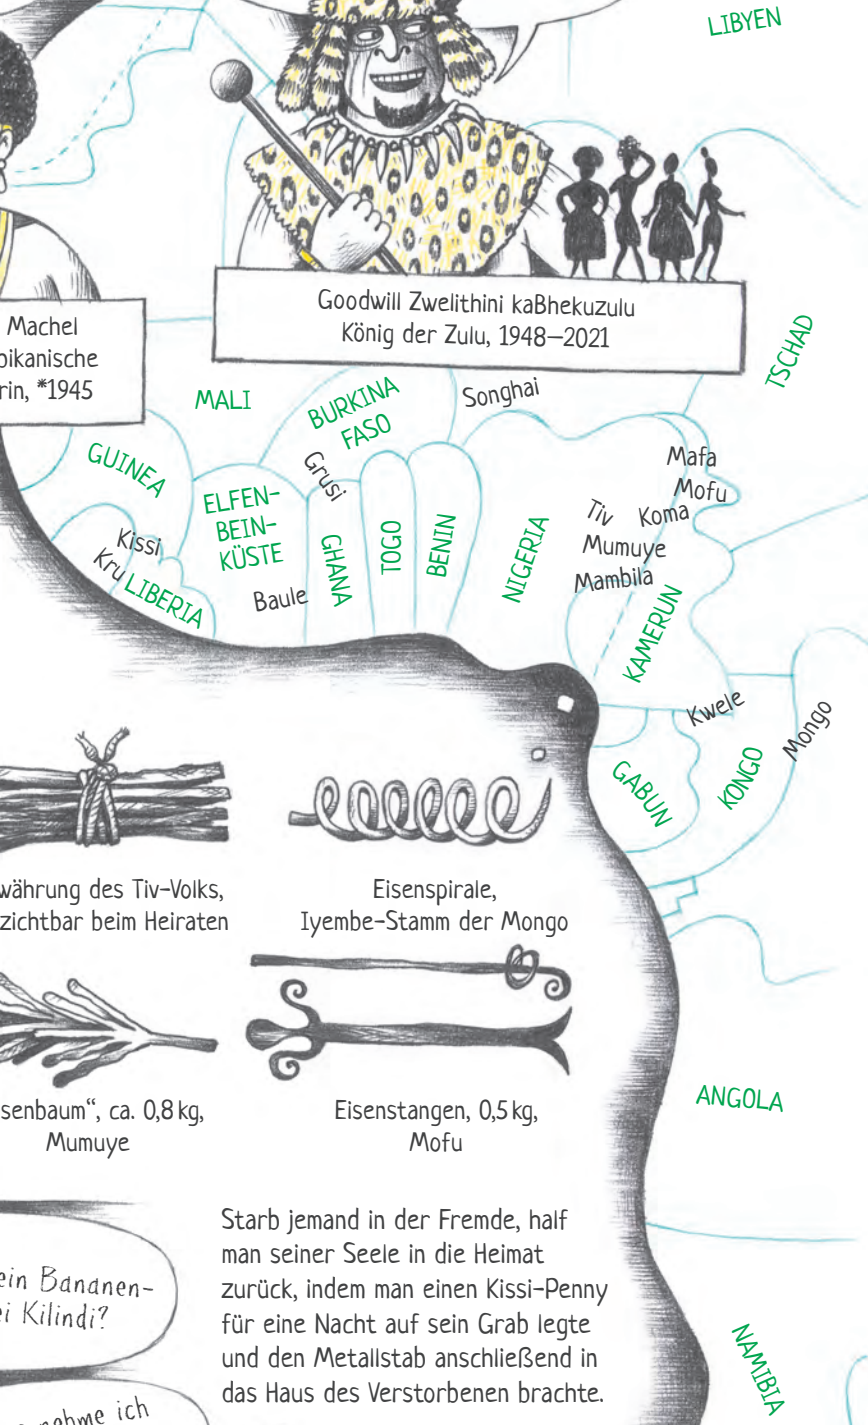 LIBYEN
Goodwill Zwelithini kaBhekuzulu
König der Zulu, 1948–2021
Machel
rin, *1945
TSCHAD
MALI
BURKINA
FASO
Songhai
GUINEA
Grusi
ELFEN-
BEIN-
KÜSTE
GHANA
TOGO
BENIN
NIGERIA
Mafa
Mofu
Tiv
Koma
Mumuye
Mambila
Kissi
Kru
LIBERIA
Baule
KAMERUN
Kwele
Mongo
GABUN
KONGO
währung des Tiv-Volks,
zichtbar beim Heiraten
Eisenspirale,
Iyembe-Stamm der Mongo
senbaum“, ca. 0,8 kg,
Mumuye
Eisenstangen, 0,5 kg,
Mofu
ANGOLA
Starb jemand in der Fremde, half
man seiner Seele in die Heimat
zurück, indem man einen Kissi-Penny
für eine Nacht auf sein Grab legte
und den Metallstab anschließend in
das Haus des Verstorbenen brachte.
ein Bananen-
ei Kilindi?
nehme ich
NAMIBIA